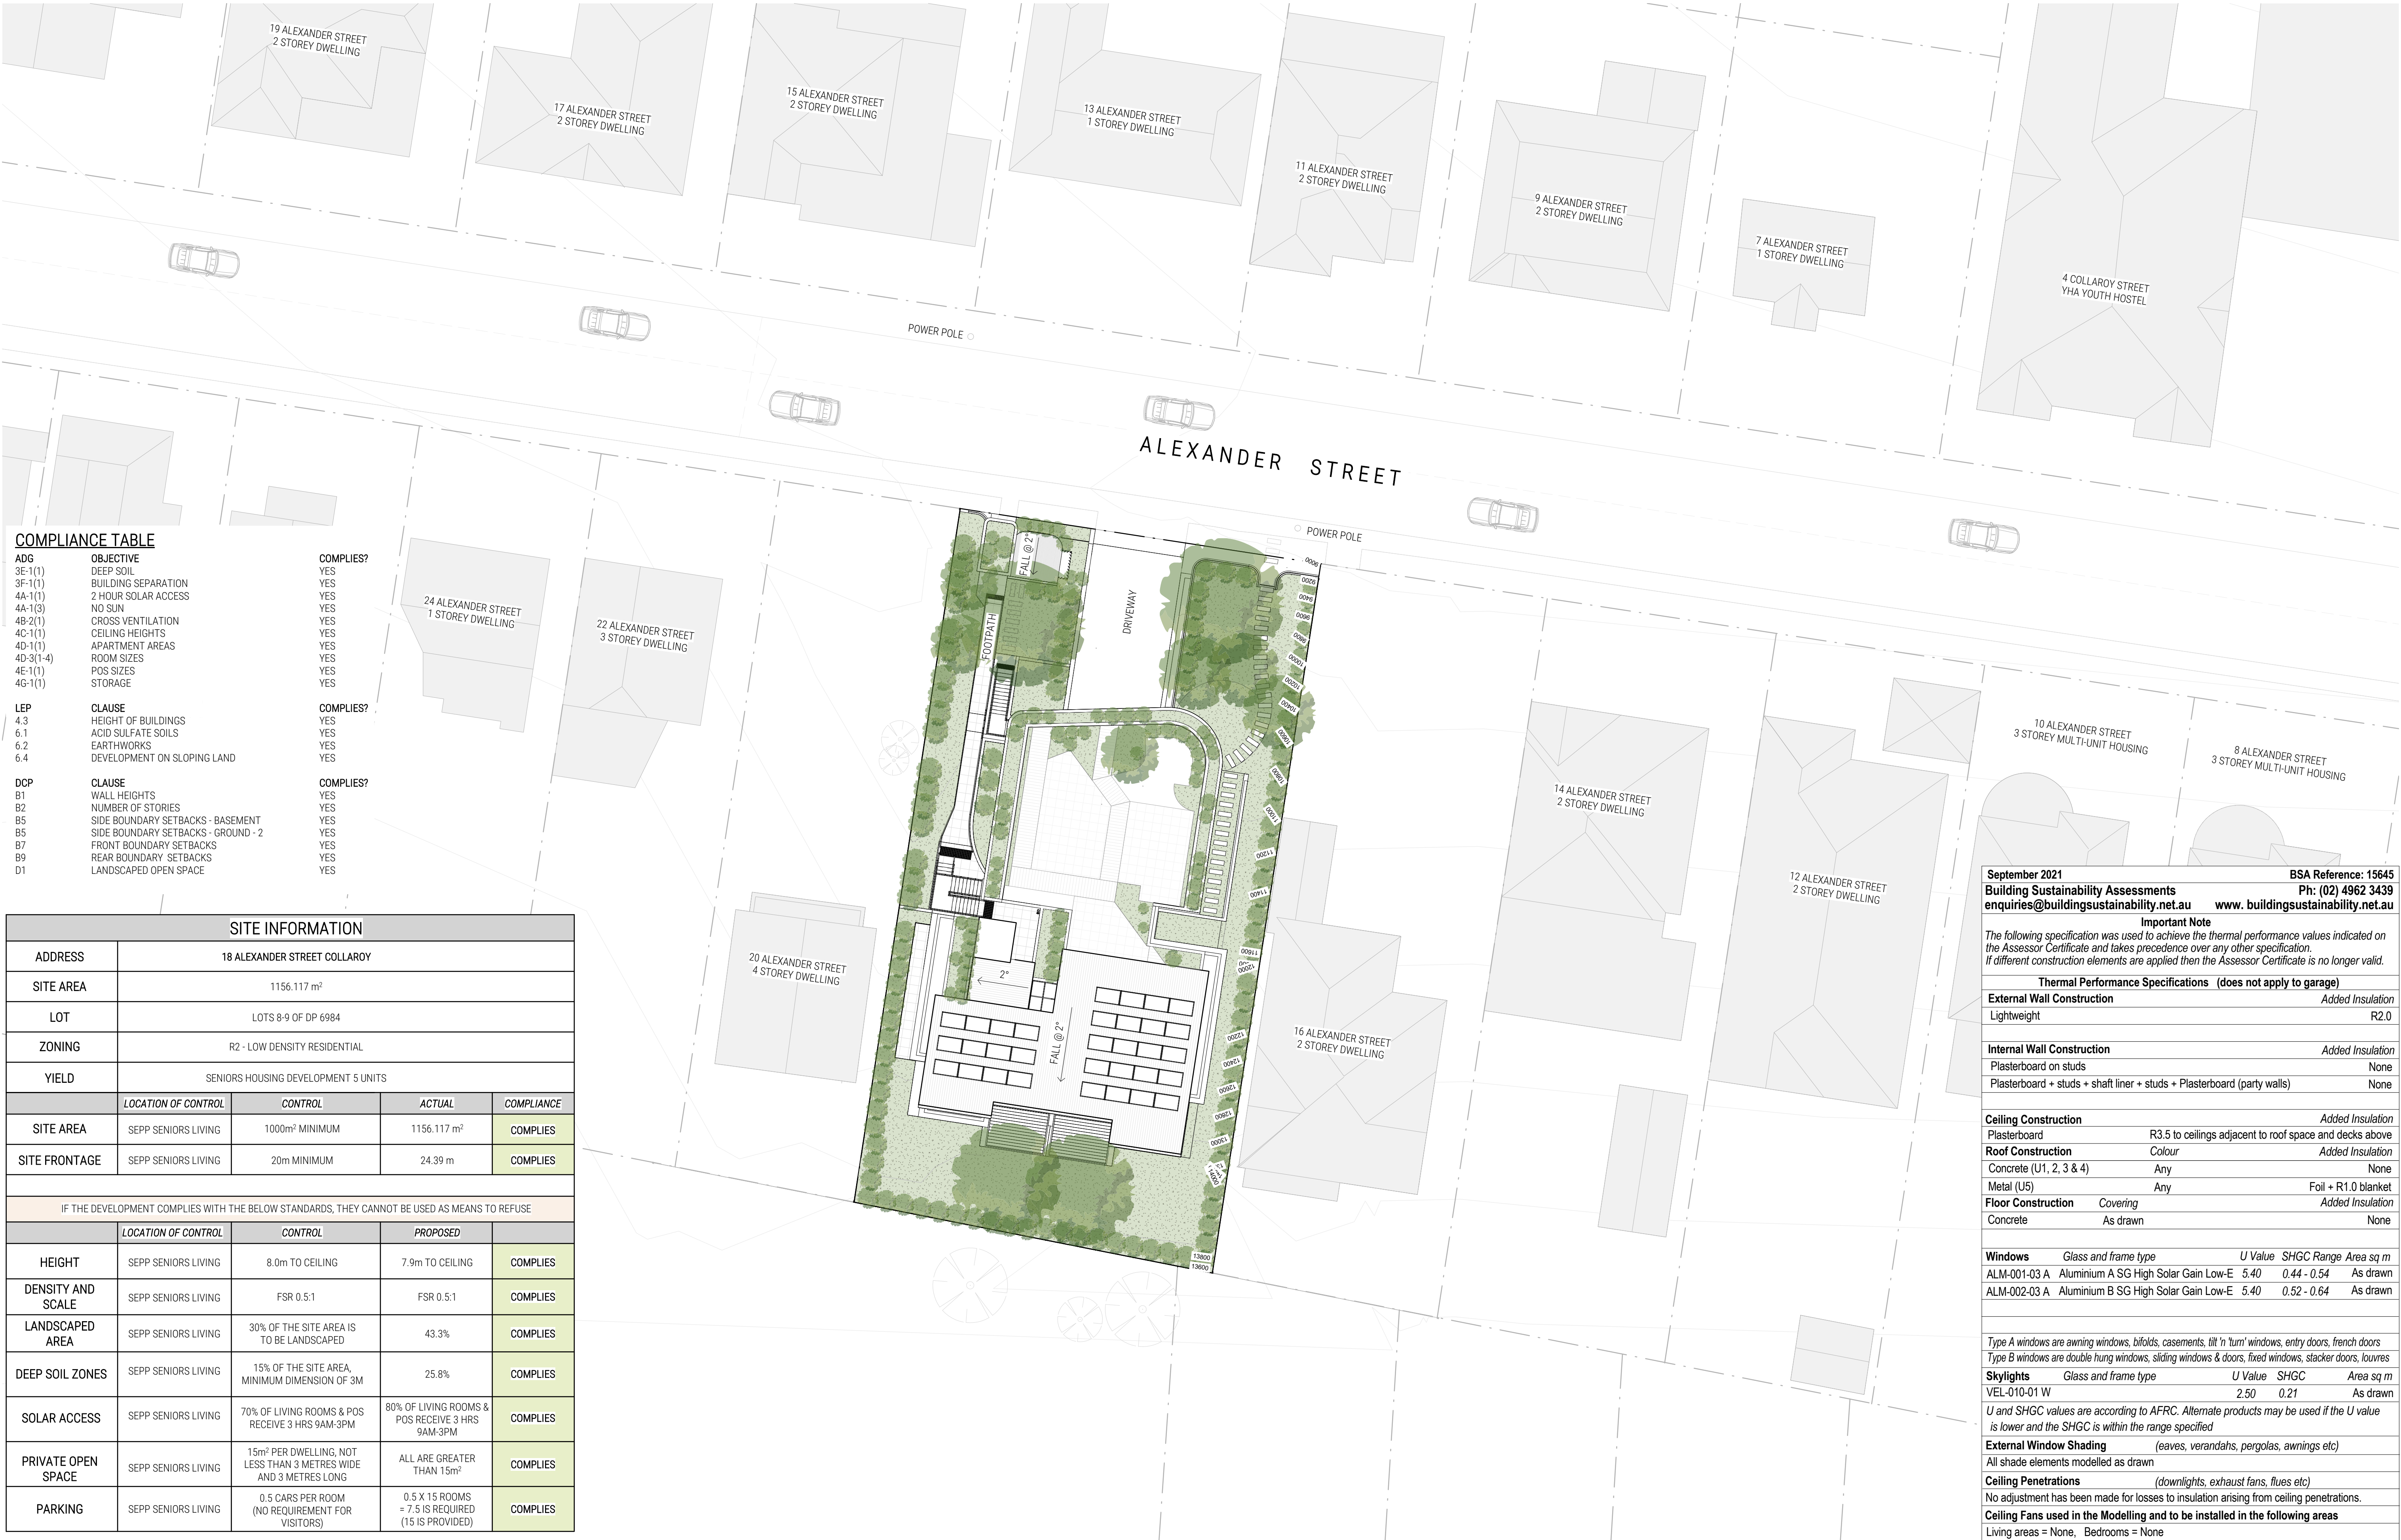 19 ALEXANDER STREET
2 STOREY DWELLING
17 ALEXANDER STREET
2 STOREY DWELLING
15 ALEXANDER STREET
2 STOREY DWELLING
13 ALEXANDER STREET
1 STOREY DWELLING
11 ALEXANDER STREET
2 STOREY DWELLING
9 ALEXANDER STREET
2 STOREY DWELLING
7 ALEXANDER STREET
1 STOREY DWELLING
4 COLLAROY STREET
YHA YOUTH HOSTEL
POWER POLE
ALEXANDER STREET
POWER POLE
24 ALEXANDER STREET
1 STOREY DWELLING
22 ALEXANDER STREET
3 STOREY DWELLING
20 ALEXANDER STREET
4 STOREY DWELLING
16 ALEXANDER STREET
2 STOREY DWELLING
14 ALEXANDER STREET
2 STOREY DWELLING
12 ALEXANDER STREET
2 STOREY DWELLING
10 ALEXANDER STREET
3 STOREY MULTI-UNIT HOUSING
8 ALEXANDER STREET
3 STOREY MULTI-UNIT HOUSING
FALL @ 2°
FOOTPATH
DRIVEWAY
2°
FALL @ 2°
9000
9200
9400
9600
9800
10000
10200
10400
10600
10800
11000
11200
11400
11600
12000
12200
12400
12600
12800
13000
14000
13800
13600
COMPLIANCE TABLE
ADG OBJECTIVE COMPLIES?
3E-1(1) DEEP SOIL YES
3F-1(1) BUILDING SEPARATION YES
4A-1(1) 2 HOUR SOLAR ACCESS YES
4A-1(3) NO SUN YES
4B-2(1) CROSS VENTILATION YES
4C-1(1) CEILING HEIGHTS YES
4D-1(1) APARTMENT AREAS YES
4D-3(1-4) ROOM SIZES YES
4E-1(1) POS SIZES YES
4G-1(1) STORAGE YES
LEP CLAUSE COMPLIES?
4.3 HEIGHT OF BUILDINGS YES
6.1 ACID SULFATE SOILS YES
6.2 EARTHWORKS YES
6.4 DEVELOPMENT ON SLOPING LAND YES
DCP CLAUSE COMPLIES?
B1 WALL HEIGHTS YES
B2 NUMBER OF STORIES YES
B5 SIDE BOUNDARY SETBACKS - BASEMENT YES
B5 SIDE BOUNDARY SETBACKS - GROUND - 2 YES
B7 FRONT BOUNDARY SETBACKS YES
B9 REAR BOUNDARY SETBACKS YES
D1 LANDSCAPED OPEN SPACE YES
SITE INFORMATION
ADDRESS 18 ALEXANDER STREET COLLAROY
SITE AREA 1156.117 m²
LOT LOTS 8-9 OF DP 6984
ZONING R2 - LOW DENSITY RESIDENTIAL
YIELD SENIORS HOUSING DEVELOPMENT 5 UNITS
LOCATION OF CONTROL CONTROL ACTUAL COMPLIANCE
SITE AREA SEPP SENIORS LIVING 1000m² MINIMUM 1156.117 m² COMPLIES
SITE FRONTAGE SEPP SENIORS LIVING 20m MINIMUM 24.39 m COMPLIES
IF THE DEVELOPMENT COMPLIES WITH THE BELOW STANDARDS, THEY CANNOT BE USED AS MEANS TO REFUSE
LOCATION OF CONTROL CONTROL PROPOSED
HEIGHT SEPP SENIORS LIVING 8.0m TO CEILING 7.9m TO CEILING COMPLIES
DENSITY AND
SCALE SEPP SENIORS LIVING FSR 0.5:1 FSR 0.5:1 COMPLIES
LANDSCAPED
AREA SEPP SENIORS LIVING 30% OF THE SITE AREA IS
TO BE LANDSCAPED 43.3% COMPLIES
DEEP SOIL ZONES SEPP SENIORS LIVING 15% OF THE SITE AREA,
MINIMUM DIMENSION OF 3M 25.8% COMPLIES
SOLAR ACCESS SEPP SENIORS LIVING 70% OF LIVING ROOMS & POS
RECEIVE 3 HRS 9AM-3PM
80% OF LIVING ROOMS &
POS RECEIVE 3 HRS
9AM-3PM COMPLIES
PRIVATE OPEN
SPACE SEPP SENIORS LIVING 15m² PER DWELLING, NOT
LESS THAN 3 METRES WIDE
AND 3 METRES LONG
ALL ARE GREATER
THAN 15m² COMPLIES
PARKING SEPP SENIORS LIVING 0.5 CARS PER ROOM
(NO REQUIREMENT FOR
VISITORS)
0.5 X 15 ROOMS
= 7.5 IS REQUIRED
(15 IS PROVIDED) COMPLIES
September 2021 BSA Reference: 15645
Building Sustainability Assessments Ph: (02) 4962 3439
enquiries@buildingsustainability.net.au www. buildingsustainability.net.au
Important Note
The following specification was used to achieve the thermal performance values indicated on
the Assessor Certificate and takes precedence over any other specification.
If different construction elements are applied then the Assessor Certificate is no longer valid.
Thermal Performance Specifications (does not apply to garage)
External Wall Construction Added Insulation
Lightweight R2.0
Internal Wall Construction Added Insulation
Plasterboard on studs None
Plasterboard + studs + shaft liner + studs + Plasterboard (party walls) None
Ceiling Construction Added Insulation
Plasterboard R3.5 to ceilings adjacent to roof space and decks above
Roof Construction Colour Added Insulation
Concrete (U1, 2, 3 & 4) Any None
Metal (U5) Any Foil + R1.0 blanket
Floor Construction Covering Added Insulation
Concrete As drawn None
Windows Glass and frame type U Value SHGC Range Area sq m
ALM-001-03 A Aluminium A SG High Solar Gain Low-E 5.40 0.44 - 0.54 As drawn
ALM-002-03 A Aluminium B SG High Solar Gain Low-E 5.40 0.52 - 0.64 As drawn
Type A windows are awning windows, bifolds, casements, tilt 'n 'turn' windows, entry doors, french doors
Type B windows are double hung windows, sliding windows & doors, fixed windows, stacker doors, louvres
Skylights Glass and frame type U Value SHGC Area sq m
VEL-010-01 W 2.50 0.21 As drawn
U and SHGC values are according to AFRC. Alternate products may be used if the U value
is lower and the SHGC is within the range specified
External Window Shading (eaves, verandahs, pergolas, awnings etc)
All shade elements modelled as drawn
Ceiling Penetrations (downlights, exhaust fans, flues etc)
No adjustment has been made for losses to insulation arising from ceiling penetrations.
Ceiling Fans used in the Modelling and to be installed in the following areas
Living areas = None, Bedrooms = None